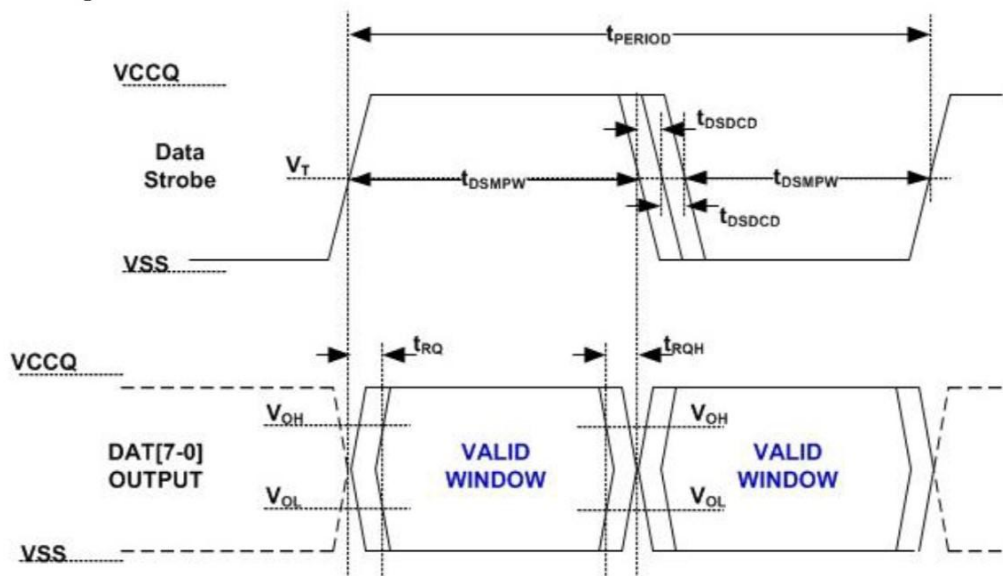 tPERIOD
VCCQ
tDSDCD
Data
Strobe
VT
tDSMPW
tDSMPW
tDSDCD
VSS
VCCQ
tRQ
tRQH
VOH
VOH
DAT[7-0]
OUTPUT
VALID
WINDOW
VALID
WINDOW
VOL
VOL
VSS